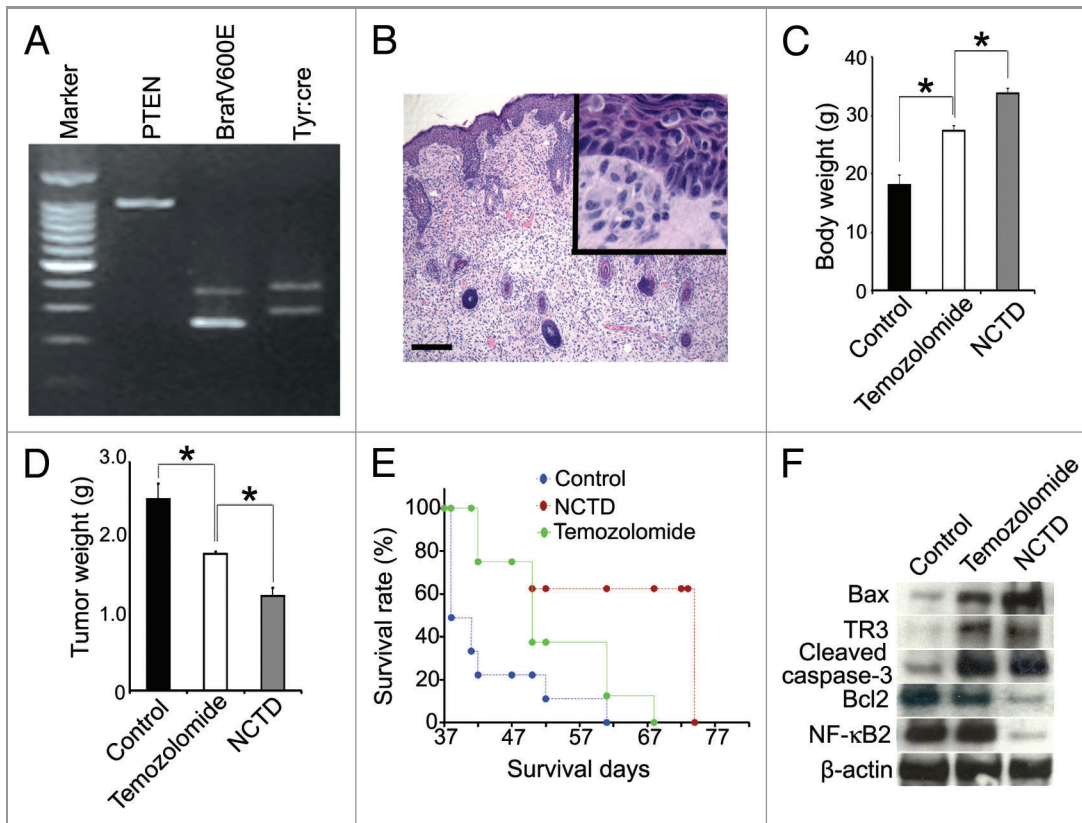 A
Marker
PTEN
BrafV600E
Tyr:cre
B
C
Body weight (g)
40
30
20
10
0
*
*
Control
Temozolomide
NCTD
D
Tumor weight (g)
3.0
2.0
1.0
0
*
*
Control
Temozolomide
NCTD
E
Control
NCTD
Temozolomide
Survival rate (%)
100
80
60
40
20
0
37 47 57 67 77
Survival days
F
Control
Temozolomide
NCTD
Bax
TR3
Cleaved
caspase-3
Bcl2
NF-κB2
β-actin